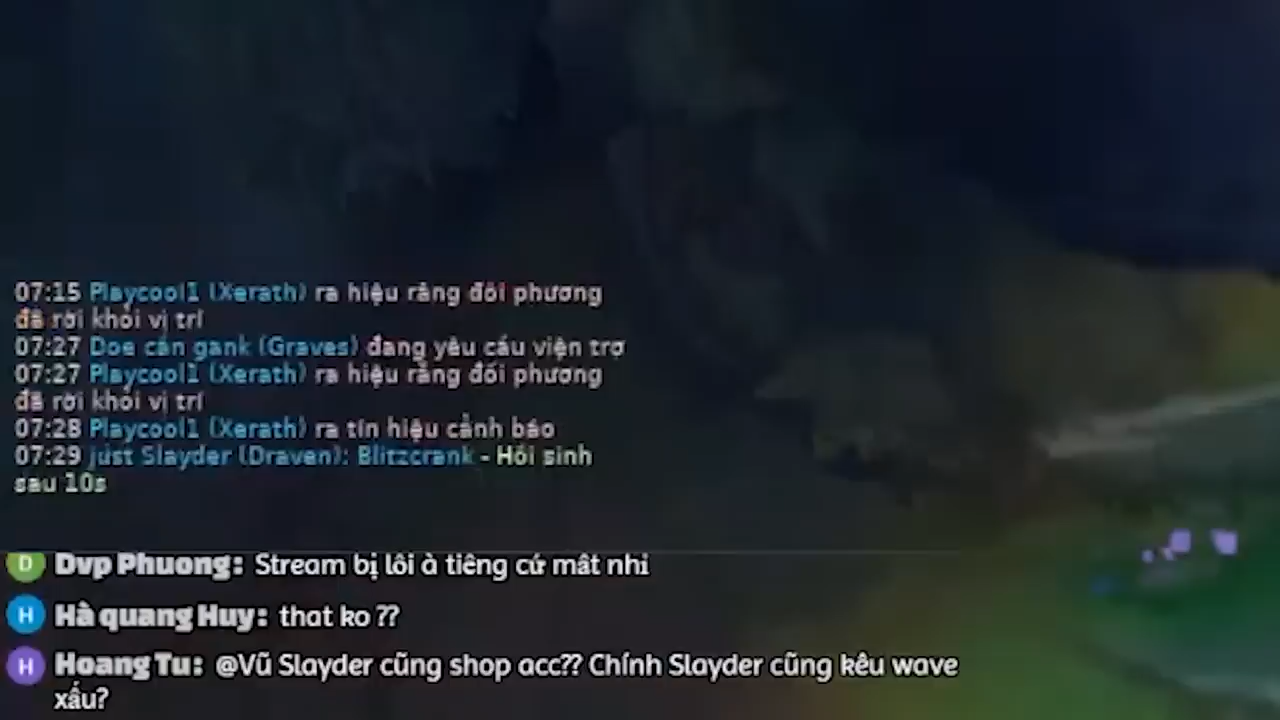 07:15 Playcool1 (Xerath) ra hiệu rằng đối phương
đã rời khỏi vị trí
07:27 Doe cần gank (Graves) đang yêu cầu viện trợ
07:27 Playcool1 (Xerath) ra hiệu rằng đối phương
đã rời khỏi vị trí
07:28 Playcool1 (Xerath) ra tín hiệu cảnh báo
07:29 just Slayder (Draven): Blitzcrank - Hồi sinh
sau 10s
D Dvp Phuong: Stream bị lôi à tiêng cứ mât nhỉ
H Hà quang Huy: that ko ??
H Hoang Tu: @Vũ Slayder cũng shop acc?? Chính Slayder cũng kêu wave
xấu?